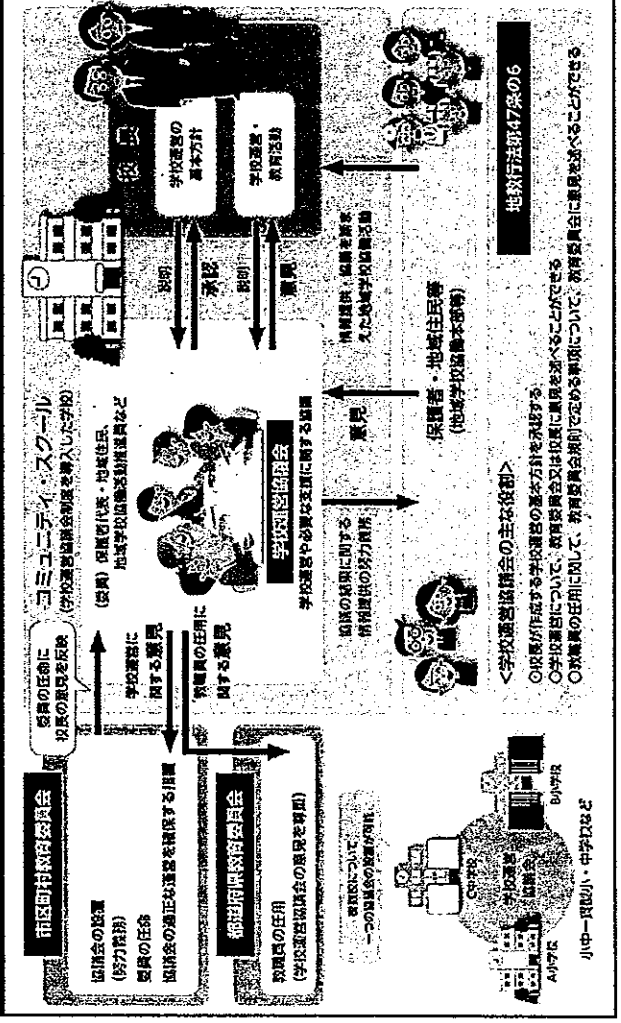 コミュニティ・スクール
(学校運営協議会制度を導入した学校)
市区町村教育委員会
協議会の設置
(努力義務)
委員の任命
協議会の適正な運営を確保する措置
委員の任命に
校長の意見を反映
学校運営に
関する意見
教職員の任用に
関する意見
都道府県教育委員会
教職員の任用
(学校運営協議会の意見を尊重)
(委員) 保護者代表・地域住民、
地域学校協働活動推進員など
学校運営協議会
学校運営や必要な支援に関する協議
説明
承認
説明
意見
校長
学校運営の
基本方針
学校運営・
教育活動
協議の結果に関する
情報提供の努力義務
意見
情報提供・協議を踏ま
えた地域学校協働活動
保護者・地域住民等
(地域学校協働本部等)
複数校について
一つの協議会の設置が可能
C中学校
学校運営
協議会
A小学校
B小学校
小中一貫型小・中学校など
<学校運営協議会の主な役割>
地教行法第47条の6
○校長が作成する学校運営の基本方針を承認する
○学校運営について、教育委員会又は校長に意見を述べることができる
○教職員の任用に関して、教育委員会規則で定める事項について、教育委員会に意見を述べることができる